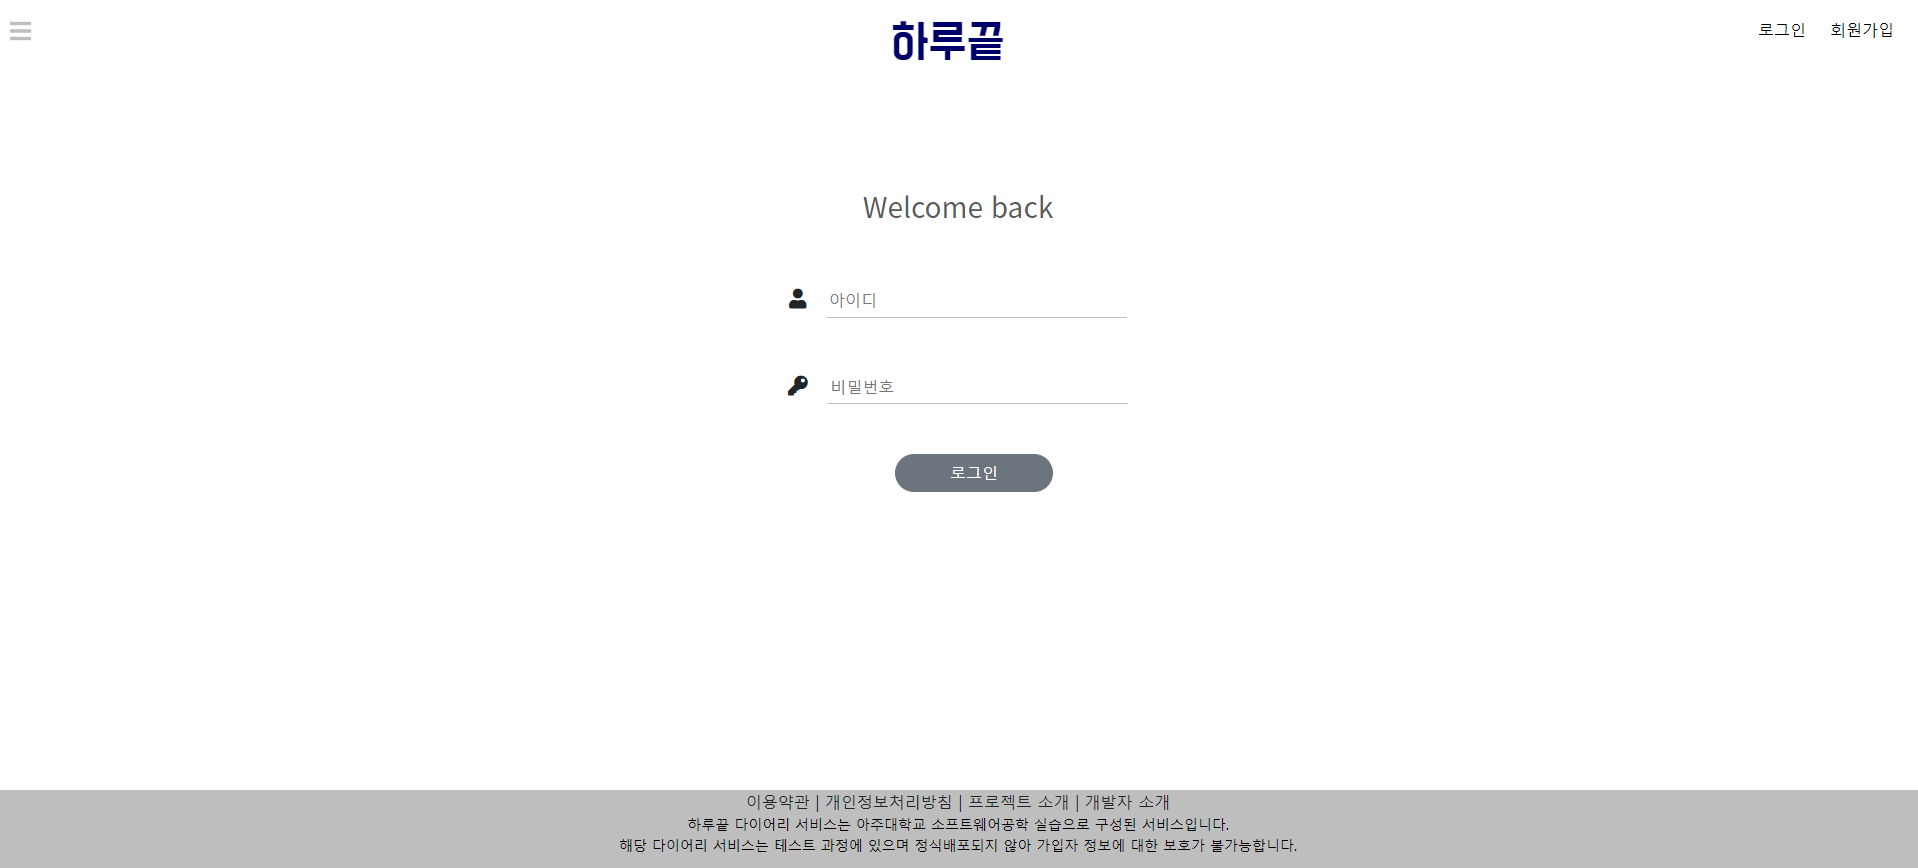 하루끝
로그인 회원가입
Welcome back
아이디
비밀번호
로그인
이용약관 | 개인정보처리방침 | 프로젝트 소개 | 개발자 소개
하루끝 다이어리 서비스는 아주대학교 소프트웨어공학 실습으로 구성된 서비스입니다.
해당 다이어리 서비스는 테스트 과정에 있으며 정식배포되지 않아 가입자 정보에 대한 보호가 불가능합니다.